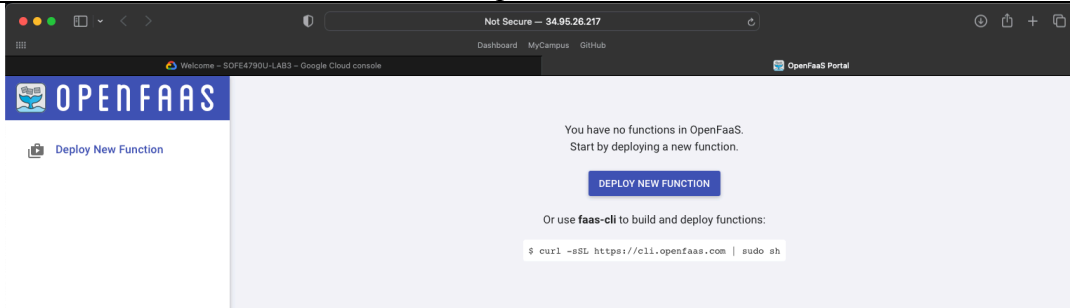 Not Secure — 34.95.26.217
Dashboard MyCampus GitHub
Welcome – SOFE4790U-LAB3 – Google Cloud console
OpenFaaS Portal
OPENFAAS
Deploy New Function
You have no functions in OpenFaaS.
Start by deploying a new function.
DEPLOY NEW FUNCTION
Or use faas-cli to build and deploy functions:
$ curl -sSL https://cli.openfaas.com | sudo sh